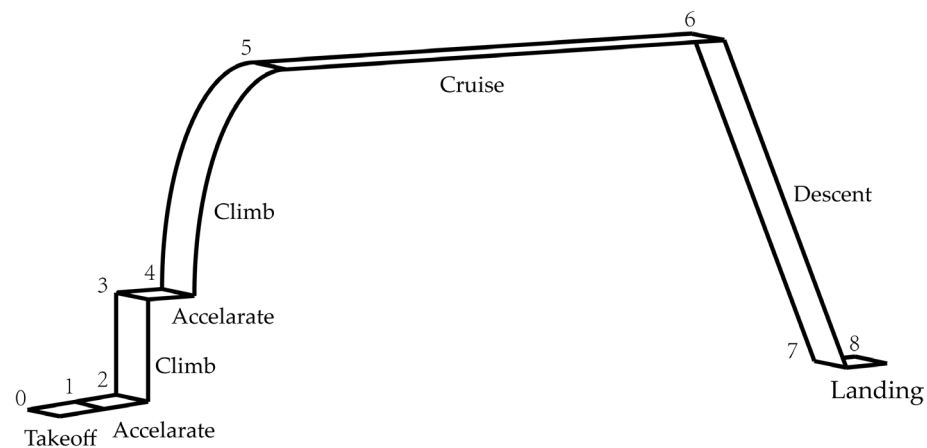 5
6
Cruise
Descent
Climb
4
3
Accelarate
7
8
Climb
Landing
0
1
2
Takeoff
Accelarate